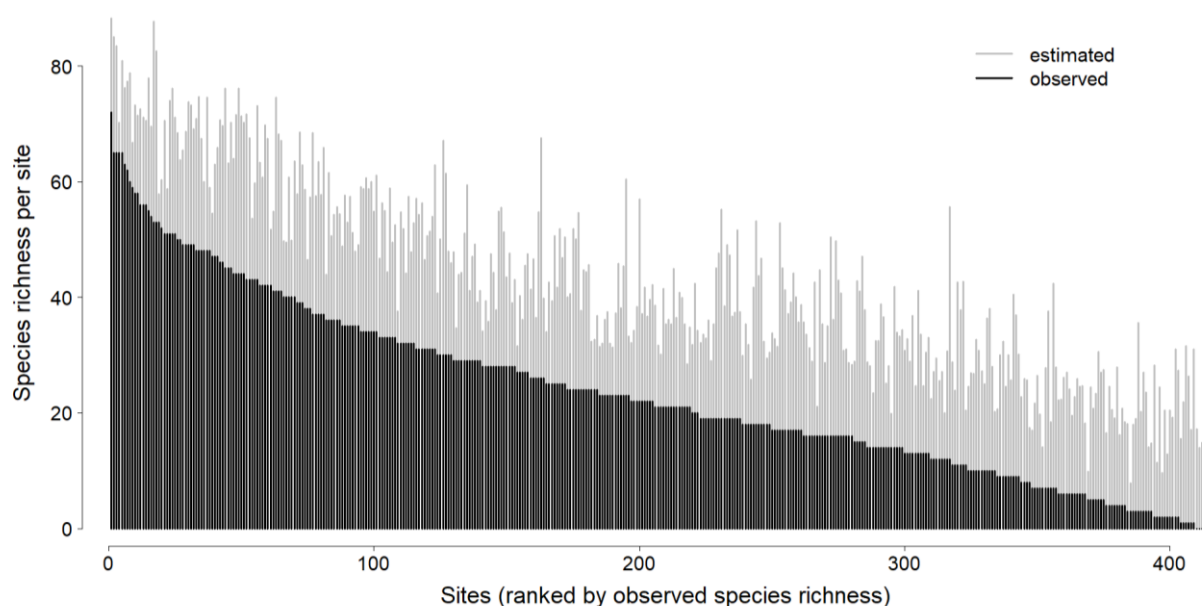 estimated
observed
Species richness per site
80
60
40
20
0
0 100 200 300 400
Sites (ranked by observed species richness)